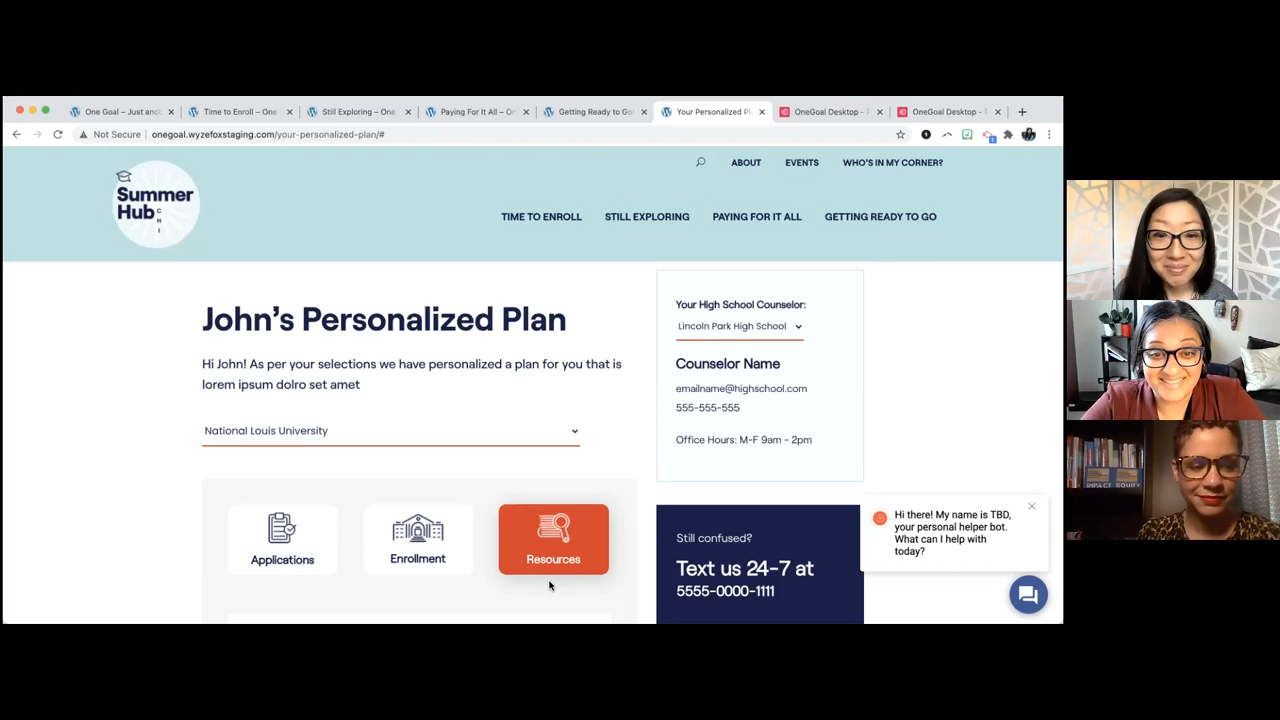 One Goal – Just anot
Time to Enroll – One
Still Exploring – One
Paying For It All – O
Getting Ready to Go
Your Personalized Pl
OneGoal Desktop –
OneGoal Desktop –
Not Secure
onegoal.wyzefoxstaging.com/your-personalized-plan/#
ABOUT EVENTS WHO'S IN MY CORNER?
Summer
Hub
CHI
TIME TO ENROLL STILL EXPLORING PAYING FOR IT ALL GETTING READY TO GO
John's Personalized Plan
Hi John! As per your selections we have personalized a plan for you that is
lorem ipsum dolro set amet
National Louis University
Applications
Enrollment
Resources
Your High School Counselor:
Lincoln Park High School
Counselor Name
emailname@highschool.com
555-555-555
Office Hours: M-F 9am - 2pm
Still confused?
Text us 24-7 at
5555-0000-1111
Hi there! My name is TBD,
your personal helper bot.
What can I help with
today?
IMPACT EQUITY